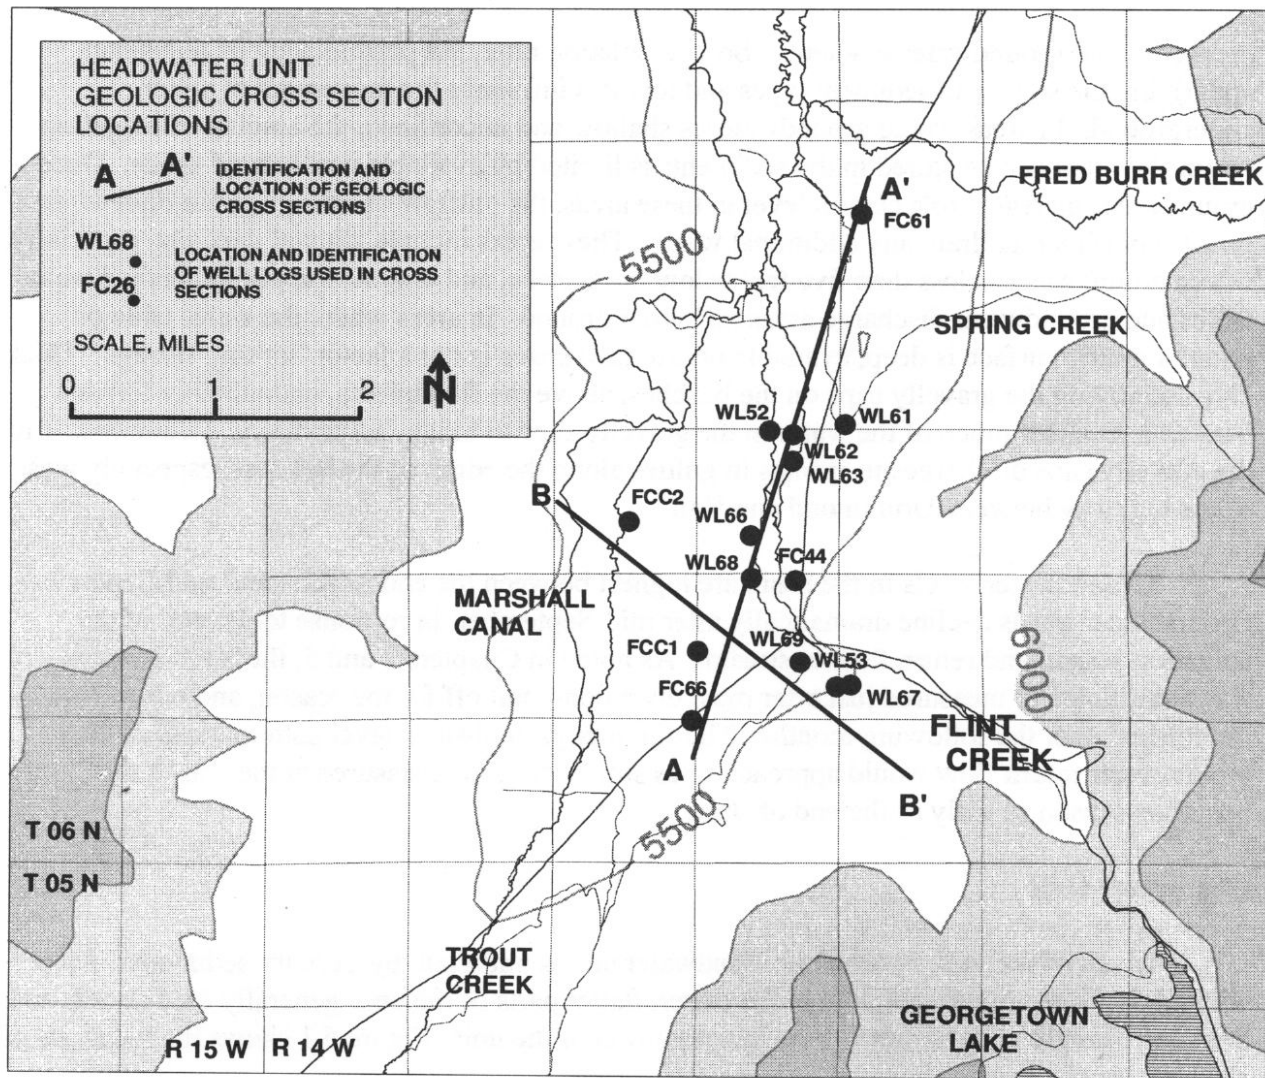 HEADWATER UNIT
GEOLOGIC CROSS SECTION
LOCATIONS
A A'
IDENTIFICATION AND
LOCATION OF GEOLOGIC
CROSS SECTIONS
WL68
FC26
LOCATION AND IDENTIFICATION
OF WELL LOGS USED IN CROSS
SECTIONS
SCALE, MILES
0 1 2
N
A'
FC61
FRED BURR CREEK
5500
SPRING CREEK
WL52
WL61
WL62
WL63
B
FCC2
WL66
WL68
FC44
MARSHALL
CANAL
FCC1
WL69
WL53
6000
FC66
WL67
FLINT
CREEK
A
B'
5500
T 06 N
T 05 N
TROUT
CREEK
GEORGETOWN
LAKE
R 15 W R 14 W